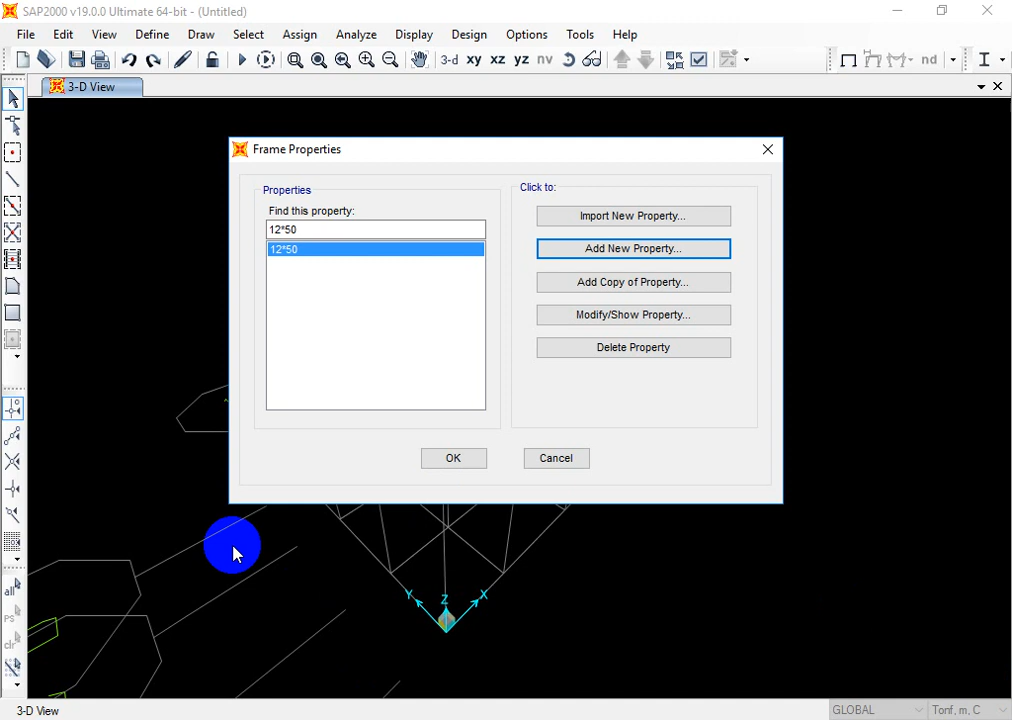 SAP2000 v19.0.0 Ultimate 64-bit - (Untitled)
File Edit View Define Draw Select Assign Analyze Display Design Options Tools Help
3-d xy xz yz nv nd
3-D View
Frame Properties
Properties
Find this property:
12*50
12*50
Click to:
Import New Property...
Add New Property...
Add Copy of Property...
Modify/Show Property...
Delete Property
OK Cancel
all
PS
clr
Y Z X
3-D View GLOBAL Tonf, m, C